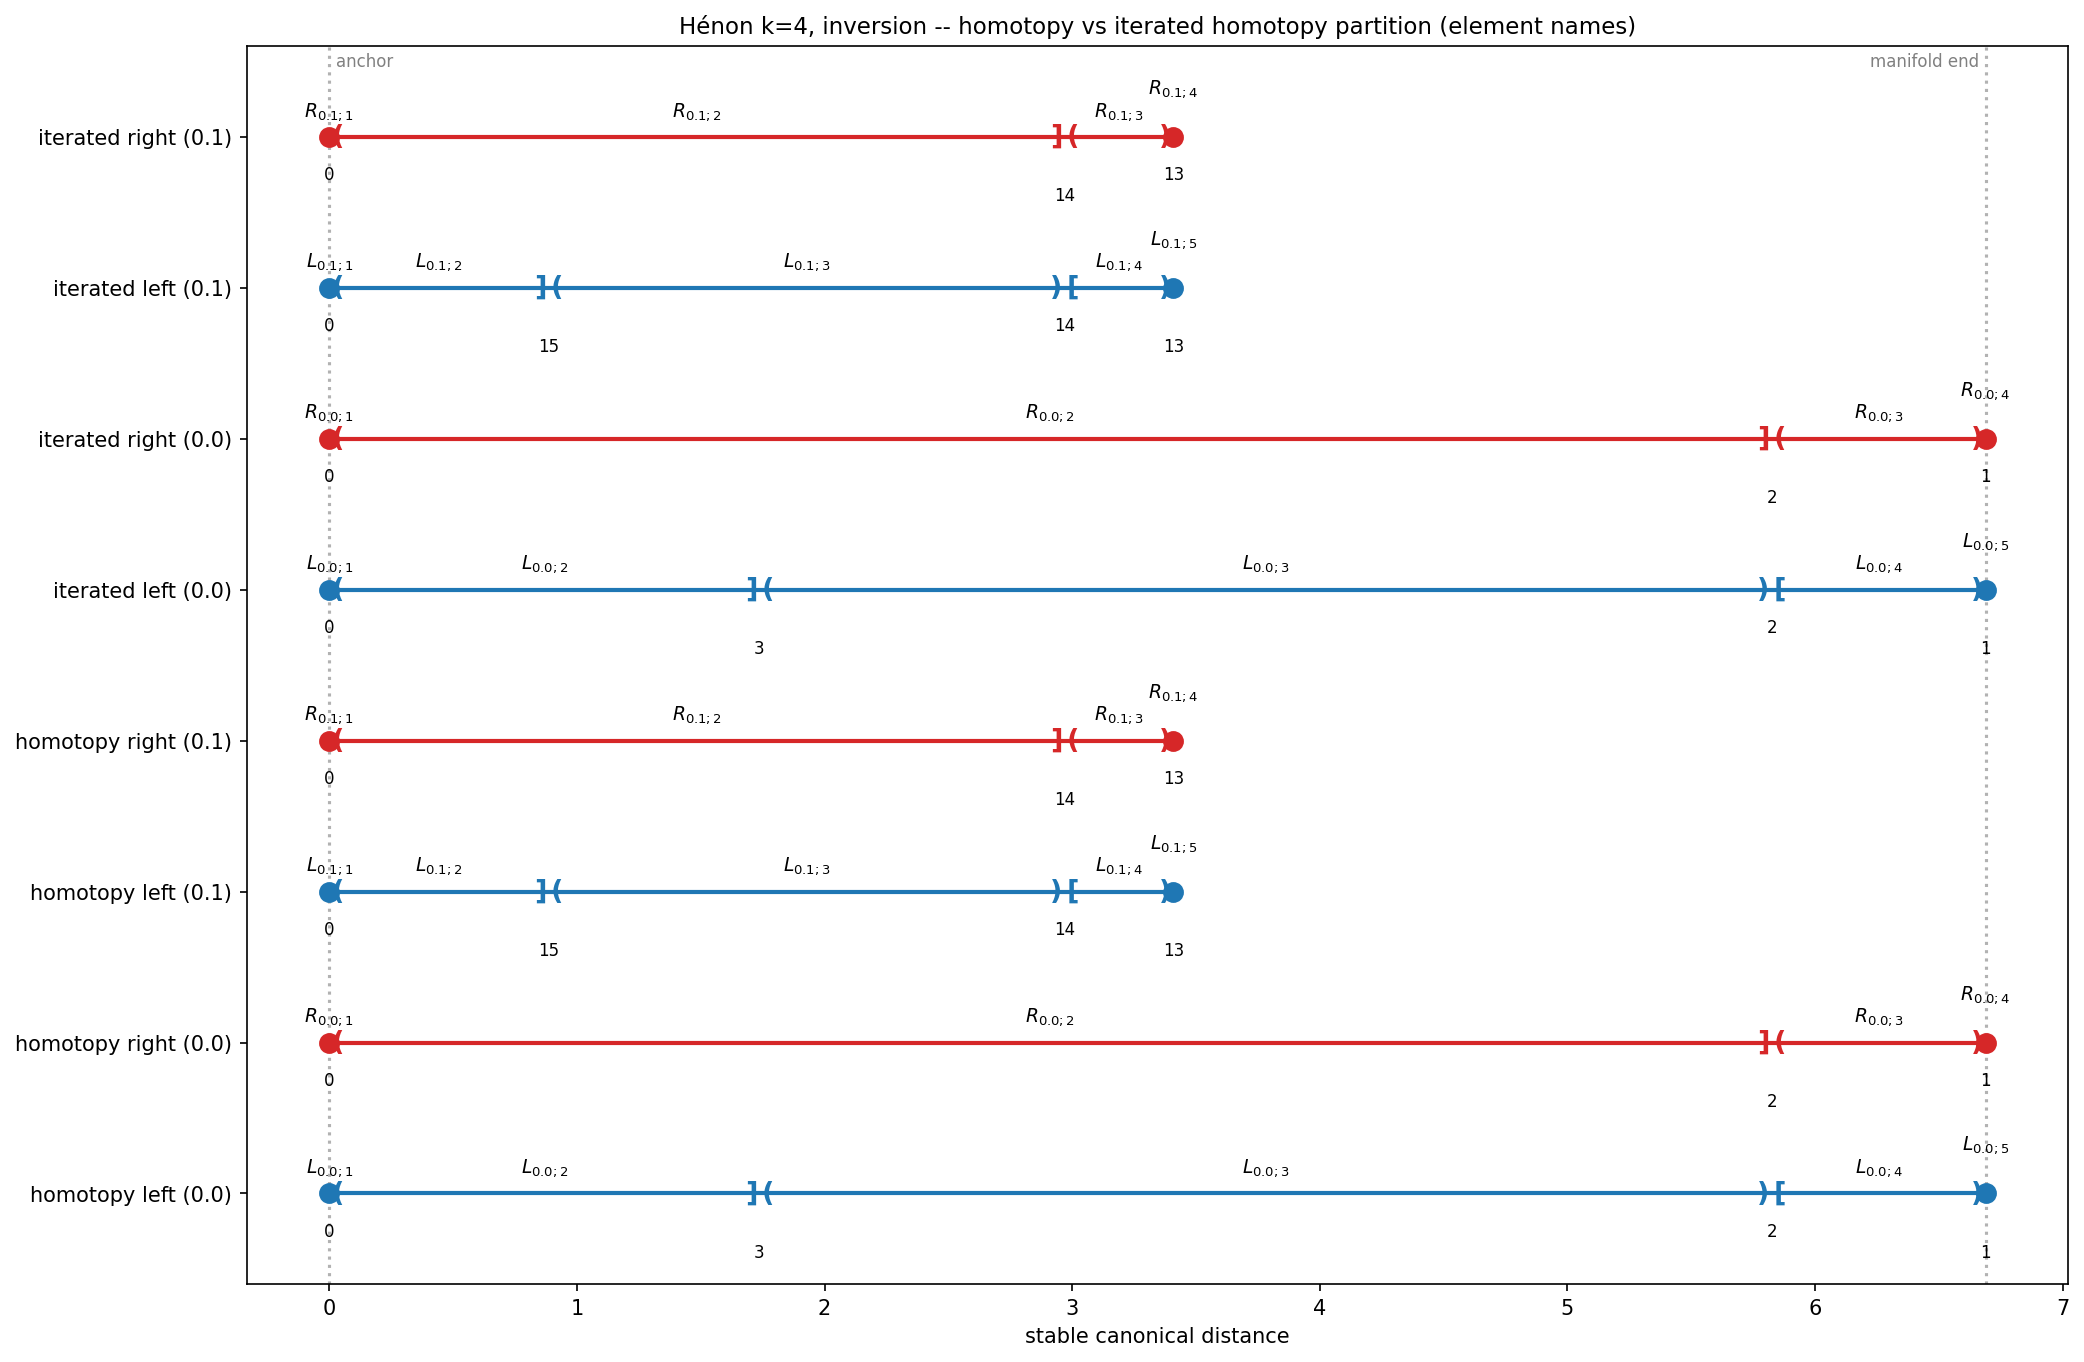 Hénon k=4, inversion -- homotopy vs iterated homotopy partition (element names)
anchor
manifold end
iterated right (0.1)
R0.1;1
R0.1;2
R0.1;3
R0.1;4
( ] ( )
0
14
13
iterated left (0.1)
L0.1;1
L0.1;2
L0.1;3
L0.1;4
L0.1;5
( ] ( ) [ )
0
15
14
13
iterated right (0.0)
R0.0;1
R0.0;2
R0.0;3
R0.0;4
( ] ( )
0
2
1
iterated left (0.0)
L0.0;1
L0.0;2
L0.0;3
L0.0;4
L0.0;5
( ] ( ) [ )
0
3
2
1
homotopy right (0.1)
R0.1;1
R0.1;2
R0.1;3
R0.1;4
( ] ( )
0
14
13
homotopy left (0.1)
L0.1;1
L0.1;2
L0.1;3
L0.1;4
L0.1;5
( ] ( ) [ )
0
15
14
13
homotopy right (0.0)
R0.0;1
R0.0;2
R0.0;3
R0.0;4
( ] ( )
0
2
1
homotopy left (0.0)
L0.0;1
L0.0;2
L0.0;3
L0.0;4
L0.0;5
( ] ( ) [ )
0
3
2
1
0 1 2 3 4 5 6 7
stable canonical distance